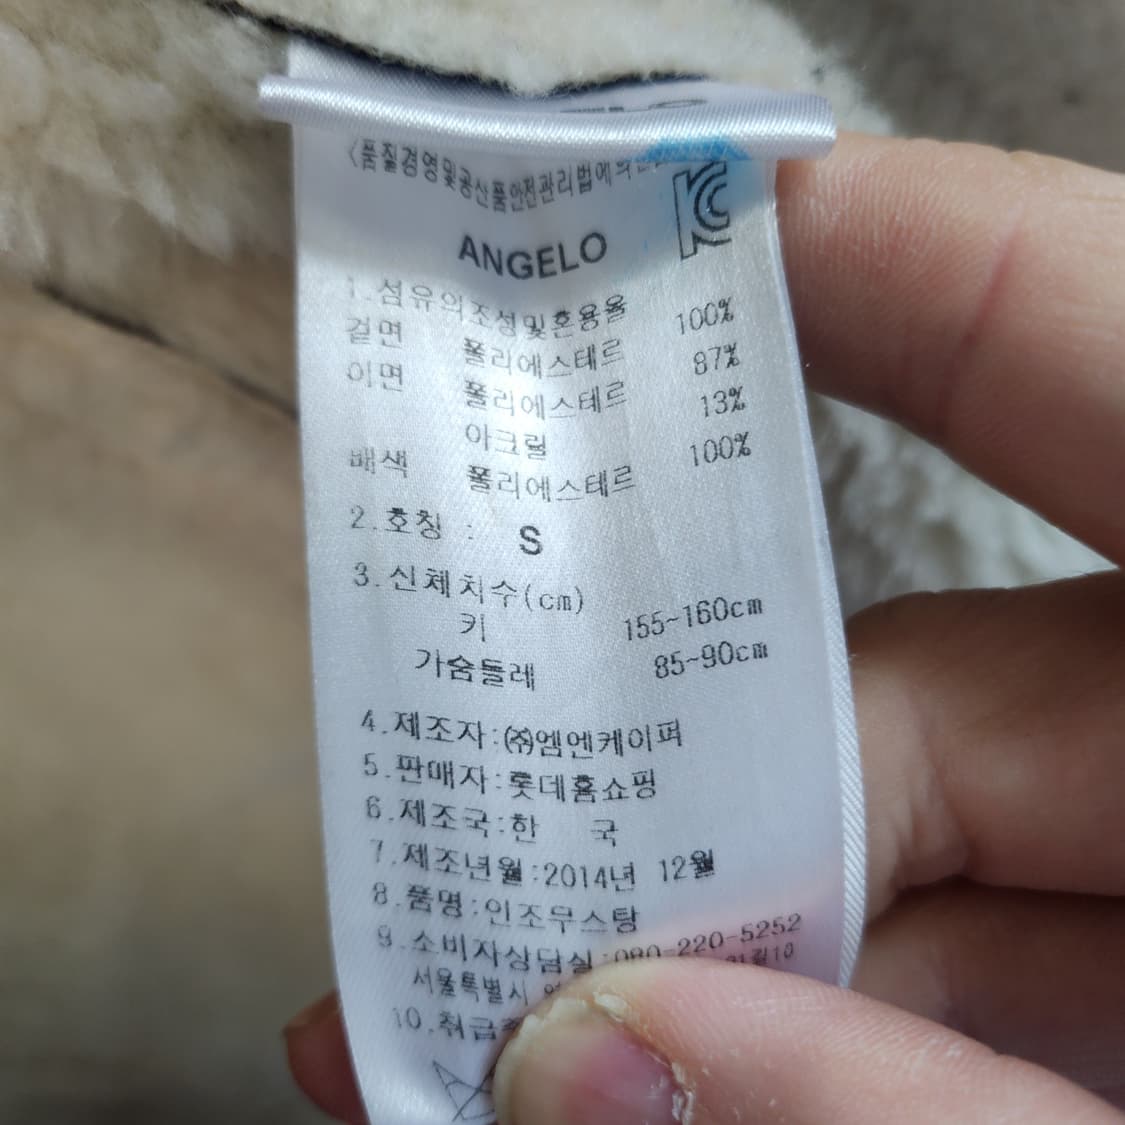 <품질경영및공산품안전관리법에의한
ANGELO
1.섬유의조성및혼용율
겉면 폴리에스테르 100%
이면 폴리에스테르 87%
아크릴 13%
배색 폴리에스테르 100%
2.호칭 : S
3.신체치수(cm)
키 155~160cm
가슴둘레 85~90cm
4.제조자:㈜엠엔케이퍼
5.판매자:롯데홈쇼핑
6.제조국:한 국
7.제조년월:2014년 12월
8.품명:인조무스탕
9.소비자상담실:080-220-5252
서울특별시
10.취급